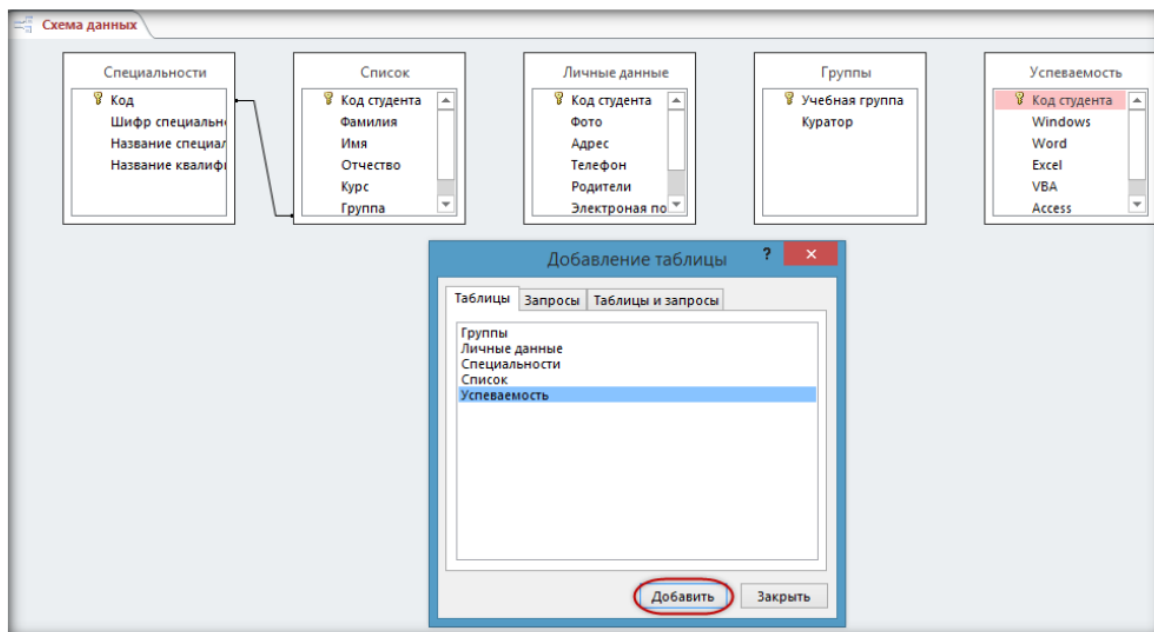 Схема данных
Специальности
Код
Шифр специальн
Название специал
Название квалифи
Список
Код студента
Фамилия
Имя
Отчество
Курс
Группа
Личные данные
Код студента
Фото
Адрес
Телефон
Родители
Электроная по
Группы
Учебная группа
Куратор
Успеваемость
Код студента
Windows
Word
Excel
VBA
Access
Добавление таблицы
?
Таблицы Запросы Таблицы и запросы
Группы
Личные данные
Специальности
Список
Успеваемость
Добавить Закрыть